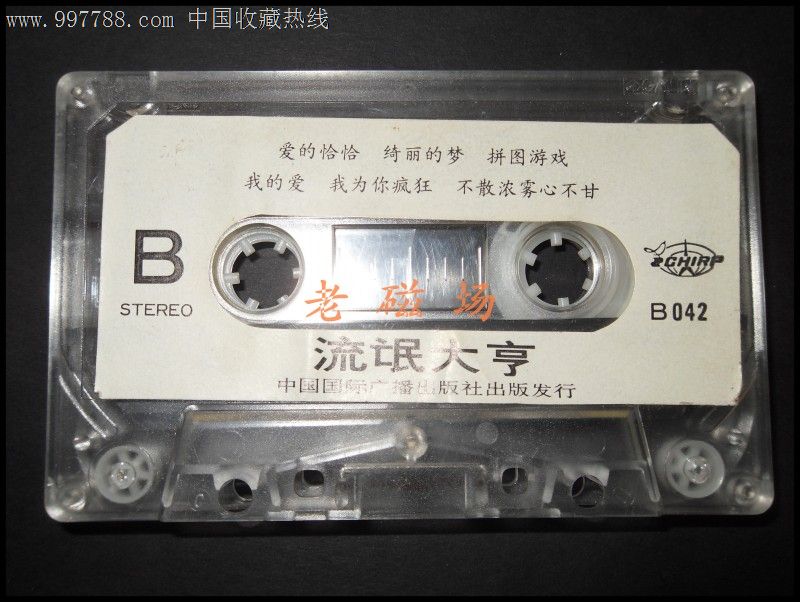 www.997788.com 中国收藏热线
爱的恰恰 绮丽的梦 拼图游戏
我的爱 我为你疯狂 不散浓雾心不甘
B
STEREO
老磁场
CHIRP
B042
流氓大亨
中国国际广播出版社出版发行